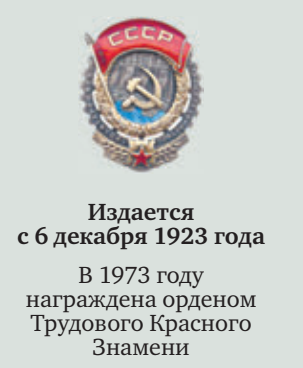 СССР
Издается
с 6 декабря 1923 года
В 1973 году
награждена орденом
Трудового Красного
Знамени